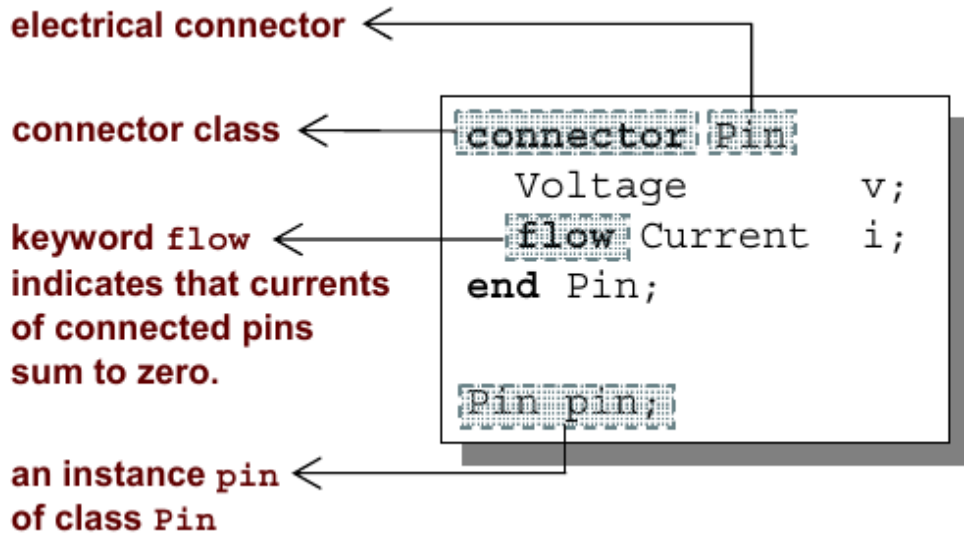 electrical connector
connector class
keyword flow
indicates that currents
of connected pins
sum to zero.
an instance pin
of class Pin
connector Pin
Voltage v;
flow Current i;
end Pin;
Pin pin;